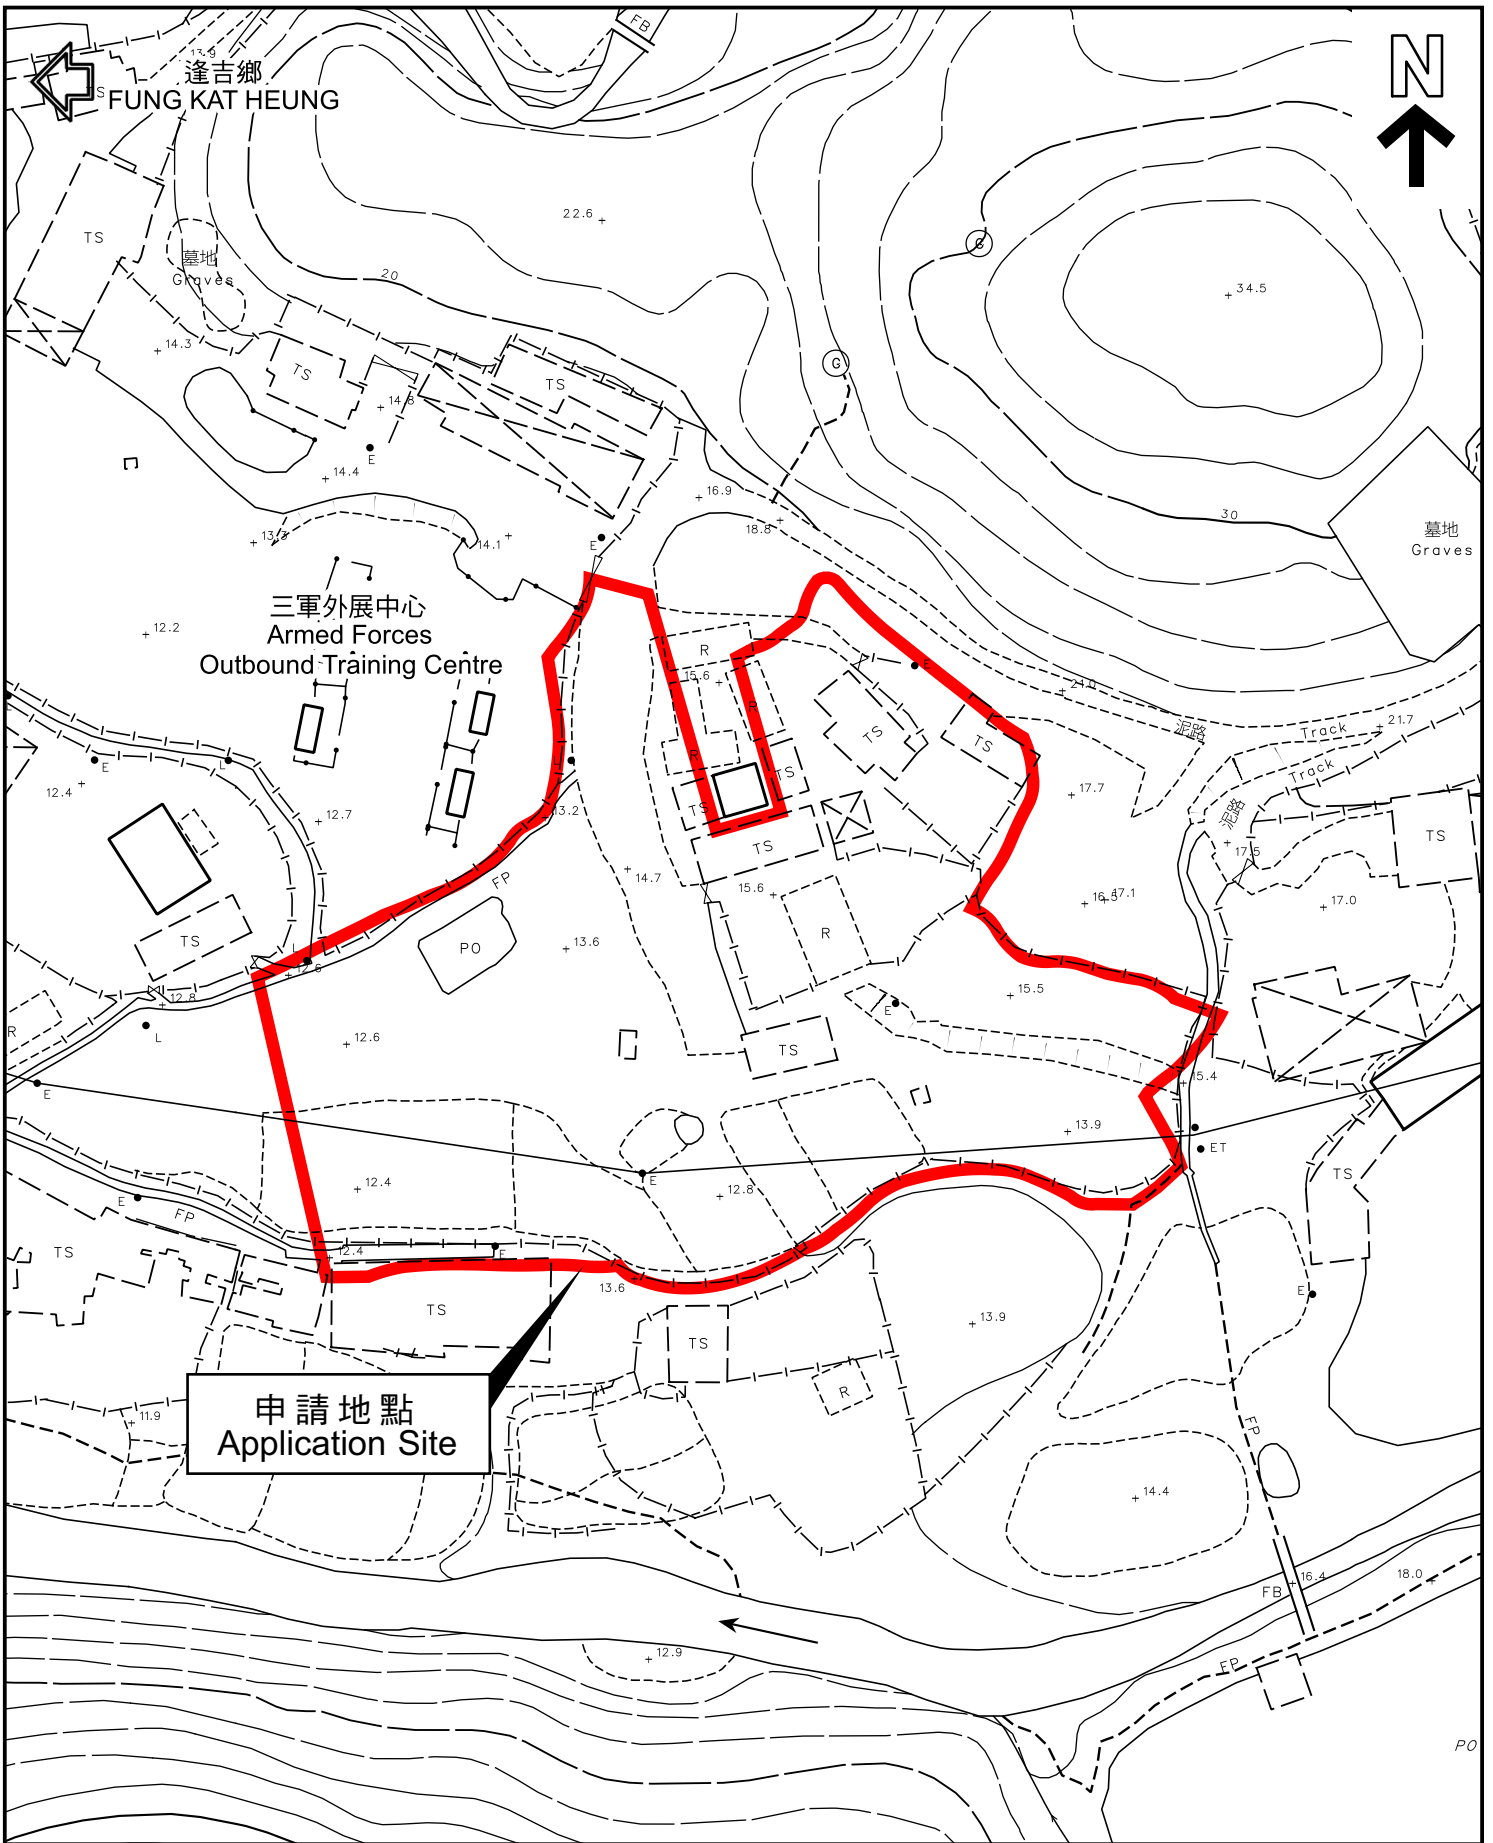 FB
N
13.9
逢吉鄉
FUNG KAT HEUNG
TS
TS
22.6
墓地
Graves
20
G
34.5
14.3
G
TS
TS
14.8
E
14.4
16.9
30
18.8
墓地
Graves
13.3
14.1
E
三軍外展中心
Armed Forces
Outbound Training Centre
12.2
R
15.6
E
21.0
泥路
Track
21.7
R
TS
TS
R
E
L
12.4
TS
Track
17.7
12.7
13.2
TS
泥路
TS
TS
17.5
14.7
FP
15.6
16.5
17.1
17.0
TS
PO
13.6
R
L
12.6
12.8
15.5
E
R
L
12.6
TS
E
15.4
13.9
ET
12.4
E
12.8
TS
E
FP
TS
12.4
E
13.6
E
TS
TS
13.9
R
11.9
申請地點
Application Site
FP
14.4
FB
16.4
18.0
12.9
FP
PO